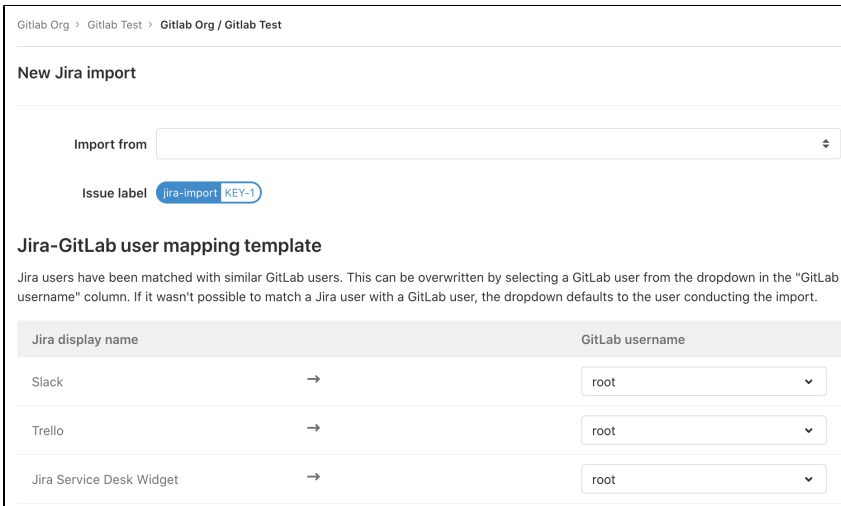 Gitlab Org > Gitlab Test > Gitlab Org / Gitlab Test
New Jira import
Import from
Issue label jira-import KEY-1
Jira-GitLab user mapping template
Jira users have been matched with similar GitLab users. This can be overwritten by selecting a GitLab user from the dropdown in the "GitLab
username" column. If it wasn't possible to match a Jira user with a GitLab user, the dropdown defaults to the user conducting the import.
Jira display name GitLab username
Slack → root
Trello → root
Jira Service Desk Widget → root